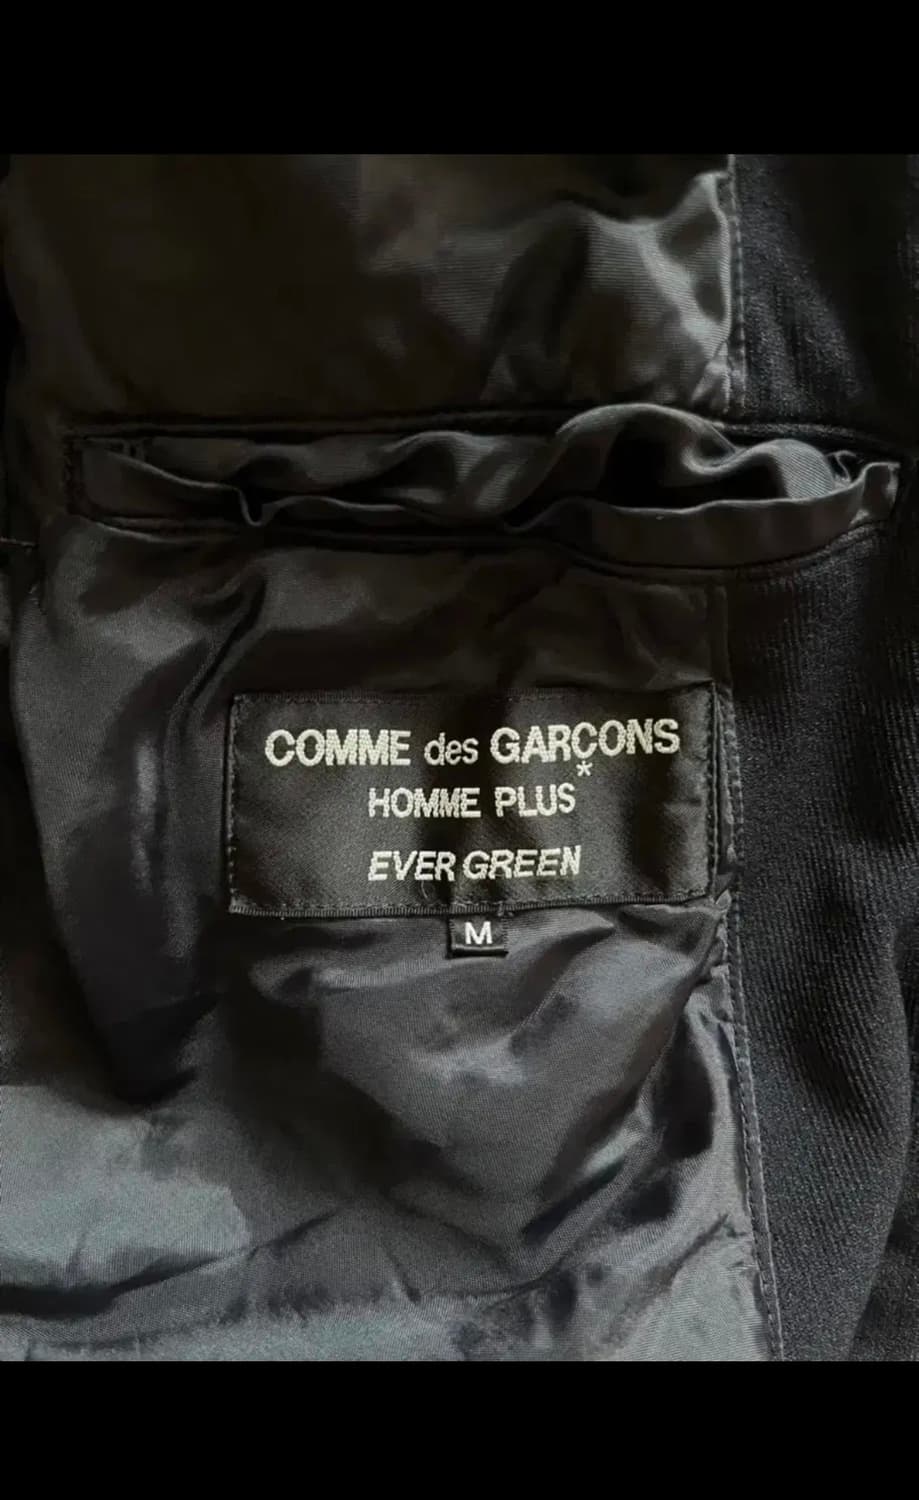 COMME des GARÇONS
*
HOMME PLUS
EVER GREEN
M